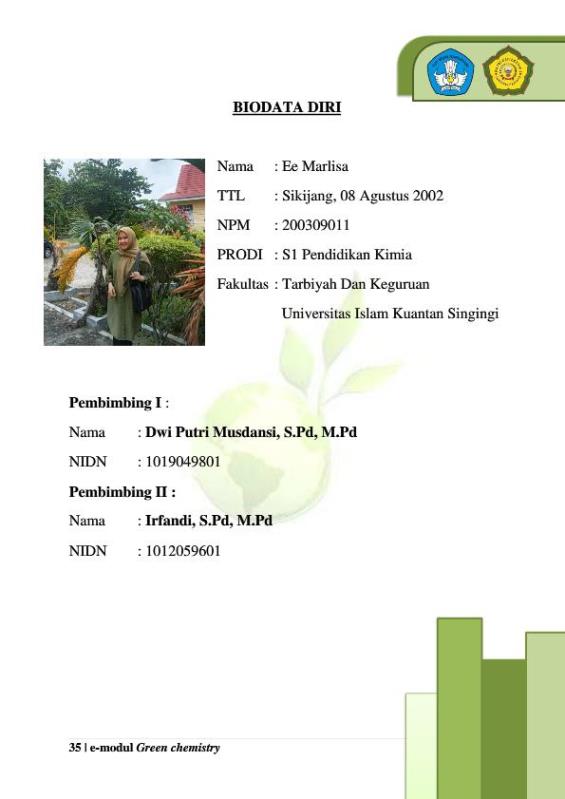 BIODATA DIRI
Nama : Ee Marlisa
TTL : Sikijang, 08 Agustus 2002
NPM : 200309011
PRODI : S1 Pendidikan Kimia
Fakultas : Tarbiyah Dan Keguruan
Universitas Islam Kuantan Singingi
Pembimbing I :
Nama : Dwi Putri Musdansi, S.Pd, M.Pd
NIDN : 1019049801
Pembimbing II :
Nama : Irfandi, S.Pd, M.Pd
NIDN : 1012059601
35 | e-modul Green chemistry